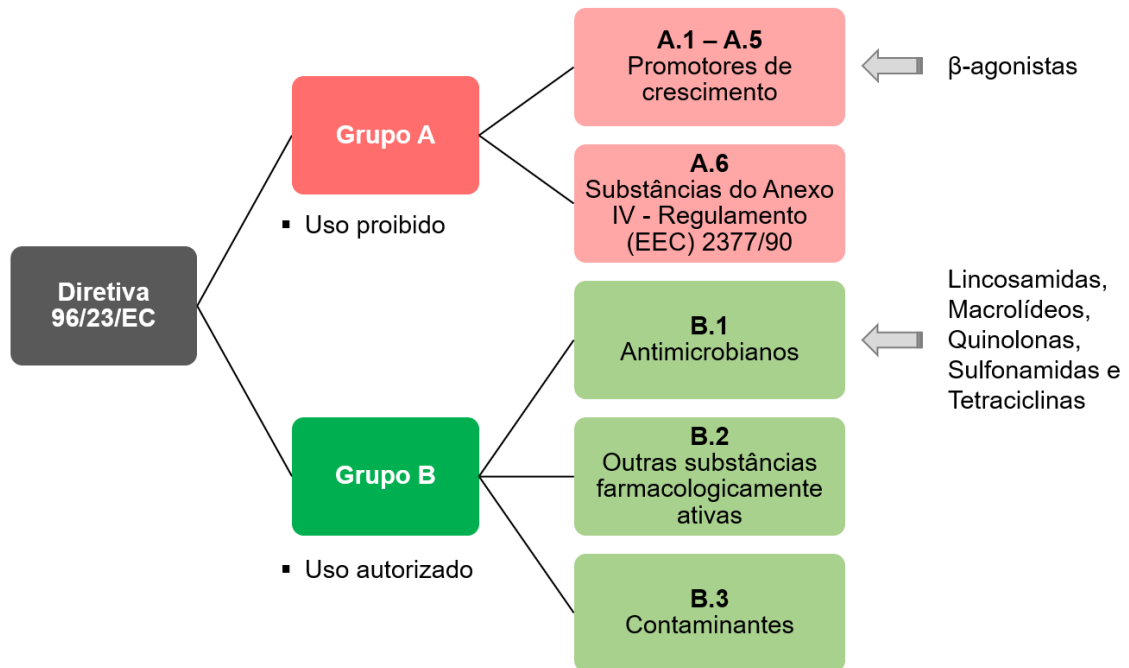 Diretiva
96/23/EC
Grupo A
▪ Uso proibido
A.1 – A.5
Promotores de
crescimento
β-agonistas
A.6
Substâncias do Anexo
IV - Regulamento
(EEC) 2377/90
Grupo B
▪ Uso autorizado
B.1
Antimicrobianos
Lincosamidas,
Macrolídeos,
Quinolonas,
Sulfonamidas e
Tetraciclinas
B.2
Outras substâncias
farmacologicamente
ativas
B.3
Contaminantes